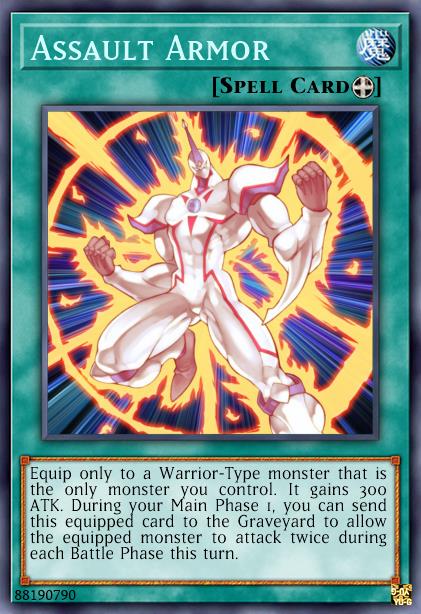 Assault Armor
[Spell Card]
Equip only to a Warrior-Type monster that is
the only monster you control. It gains 300
ATK. During your Main Phase 1, you can send
this equipped card to the Graveyard to allow
the equipped monster to attack twice during
each Battle Phase this turn.
88190790